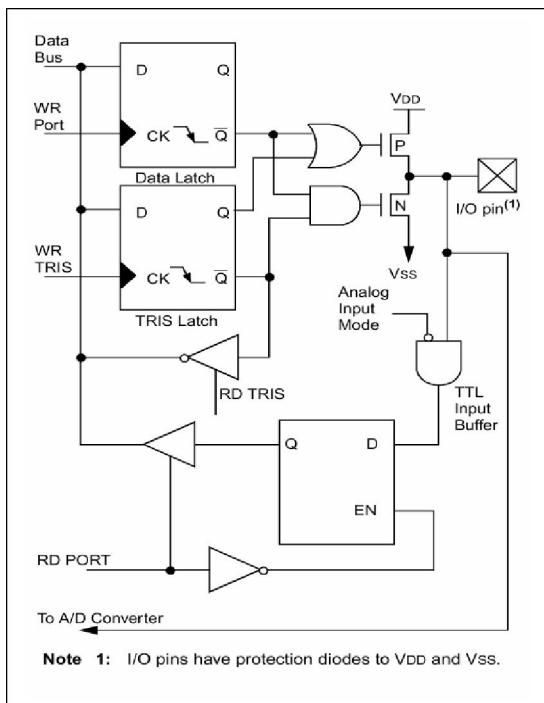 Data
Bus
D Q
WR
Port
CK Q
Data Latch
VDD
P
I/O pin(1)
D Q
N
WR
TRIS
CK Q
TRIS Latch
VSS
Analog
Input
Mode
RD TRIS
TTL
Input
Buffer
Q D
EN
RD PORT
To A/D Converter
Note 1: I/O pins have protection diodes to VDD and VSS.